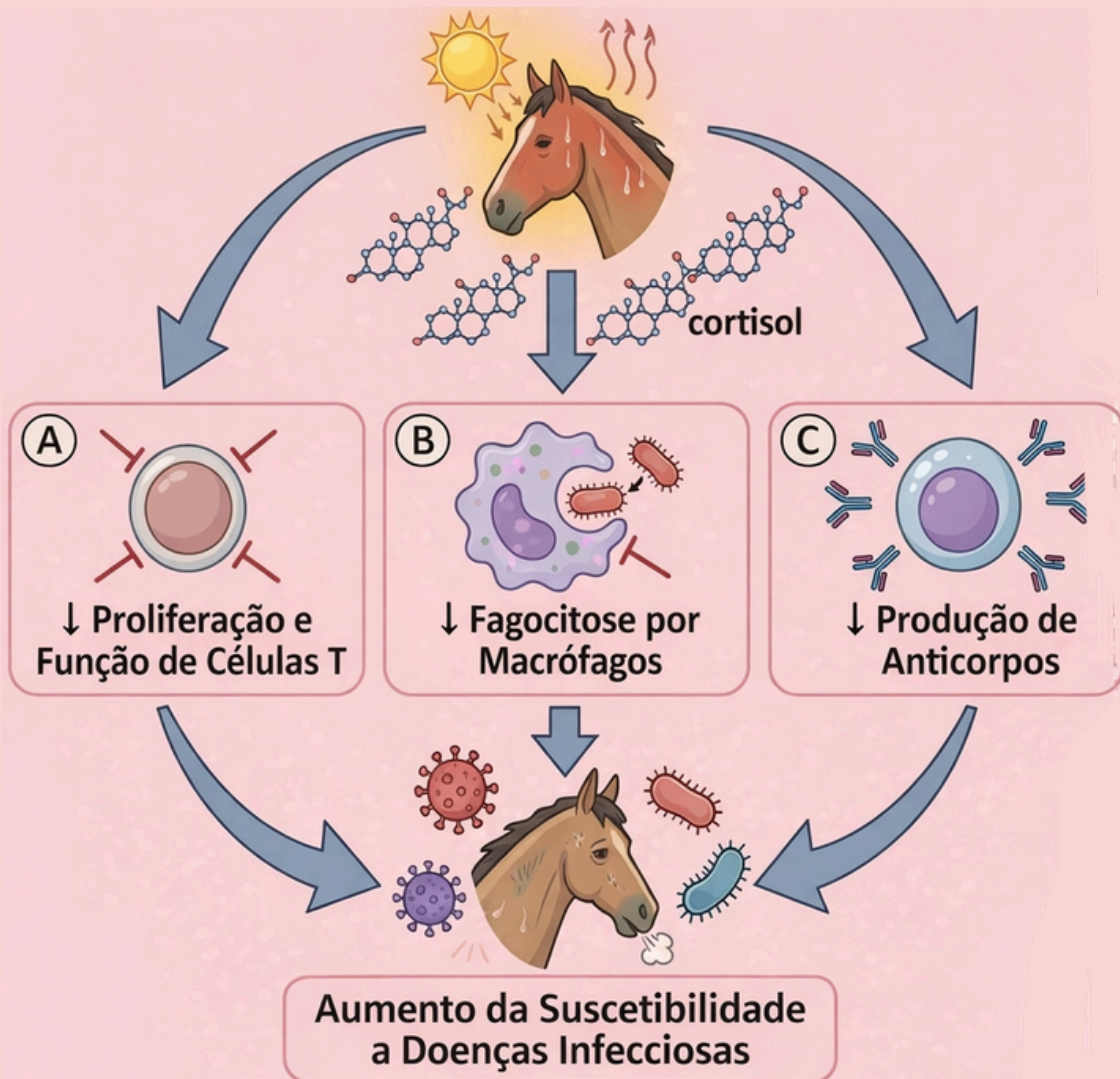 cortisol
A
↓ Proliferação e
Função de Células T
B
↓ Fagocitose por
Macrófagos
C
↓ Produção de
Anticorpos
Aumento da Suscetibilidade
a Doenças Infecciosas